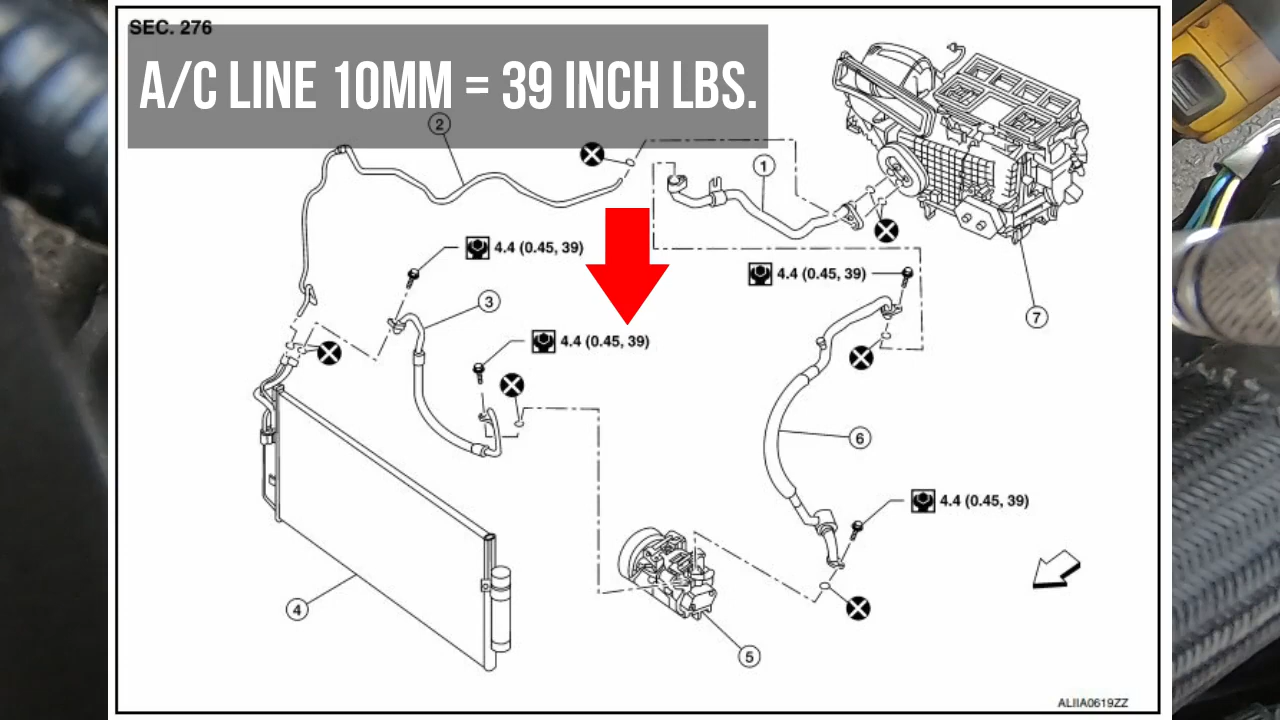 SEC. 276
A/C LINE 10MM = 39 INCH LBS.
2
1
4.4 (0.45, 39)
4.4 (0.45, 39)
3
7
4.4 (0.45, 39)
6
4.4 (0.45, 39)
4
5
ALIIA0619ZZ